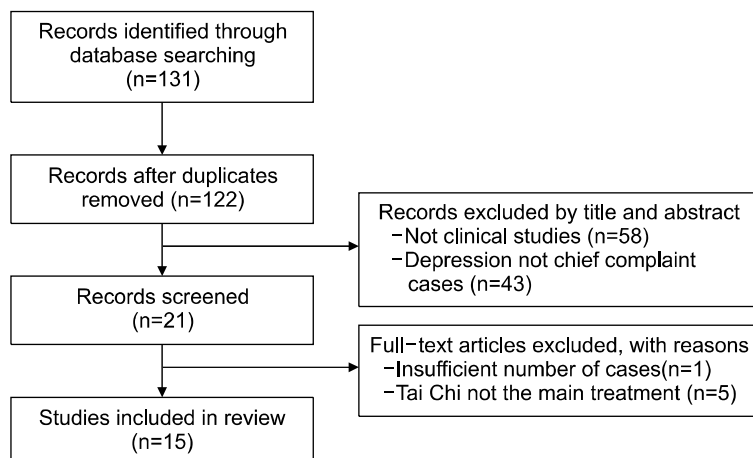 Records identified through
database searching
(n=131)
Records after duplicates
removed (n=122)
Records excluded by title and abstract
−Not clinical studies (n=58)
−Depression not chief complaint
cases (n=43)
Records screened
(n=21)
Full−text articles excluded, with reasons
−Insufficient number of cases(n=1)
−Tai Chi not the main treatment (n=5)
Studies included in review
(n=15)